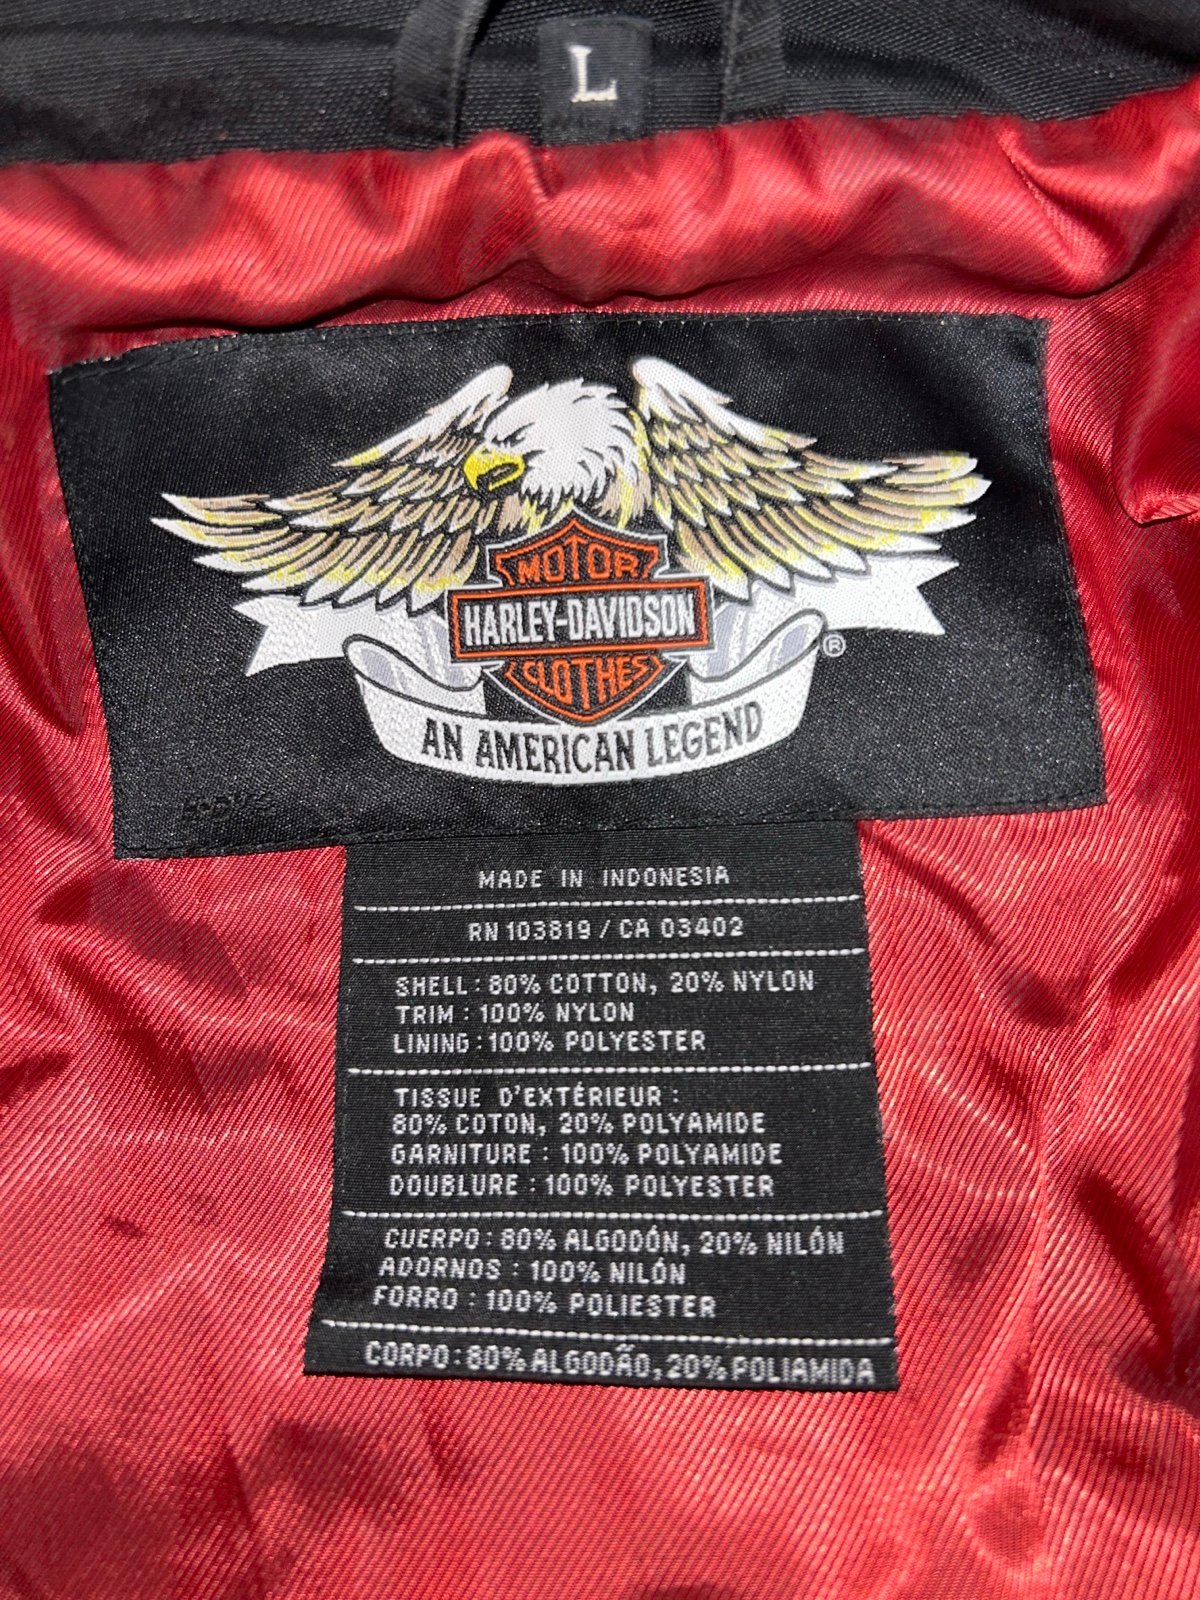 L
MOTOR
HARLEY-DAVIDSON
CLOTHES
®
AN AMERICAN LEGEND
MADE IN INDONESIA
RN 103819 / CA 03402
SHELL : 80% COTTON, 20% NYLON
TRIM : 100% NYLON
LINING : 100% POLYESTER
TISSUE D'EXTÉRIEUR :
80% COTON, 20% POLYAMIDE
GARNITURE : 100% POLYAMIDE
DOUBLURE : 100% POLYESTER
CUERPO : 80% ALGODÓN, 20% NILÓN
ADORNOS : 100% NILÓN
FORRO : 100% POLIESTER
CORPO : 80% ALGODÃO, 20% POLIAMIDA